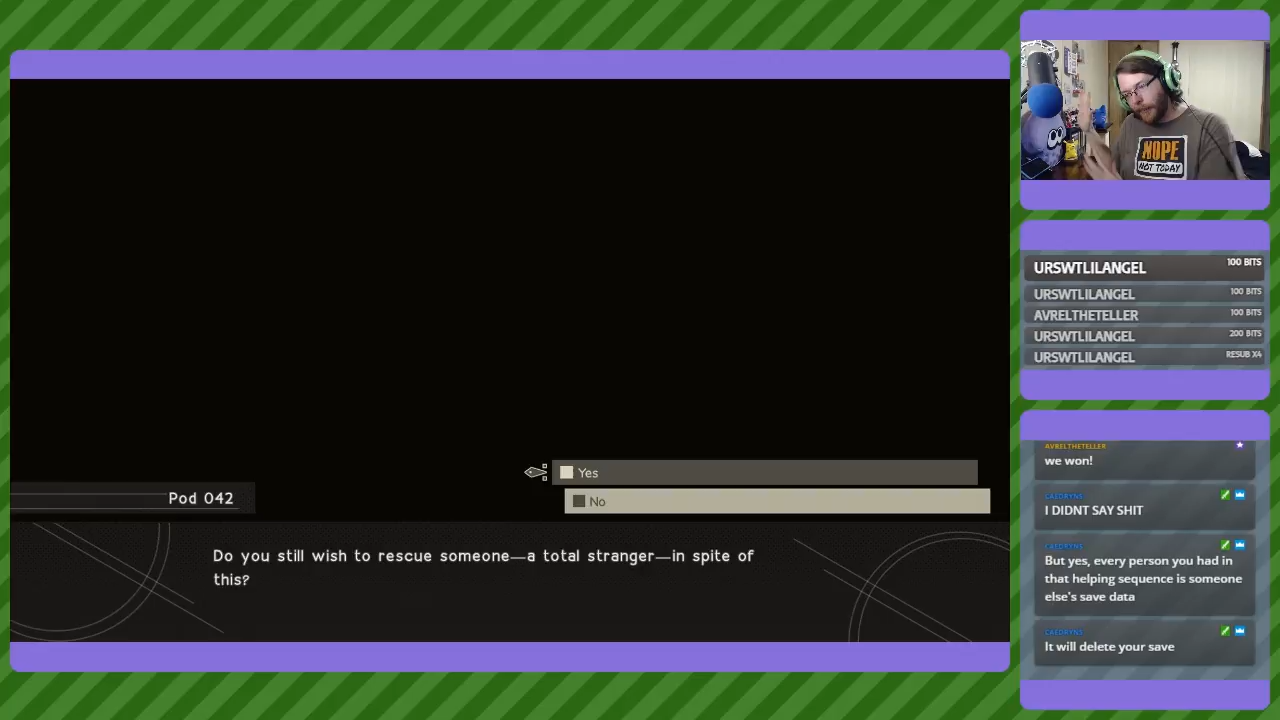 Yes
No
Pod 042
Do you still wish to rescue someone—a total stranger—in spite of
this?
NOPE
NOT TODAY
URSWTLILANGEL 100 BITS
URSWTLILANGEL 100 BITS
AVRELTHETELLER 100 BITS
URSWTLILANGEL 200 BITS
URSWTLILANGEL RESUB X4
AVRELTHETELLER
we won!
CAEDRYNS
I DIDNT SAY SHIT
CAEDRYNS
But yes, every person you had in
that helping sequence is someone
else's save data
CAEDRYNS
It will delete your save